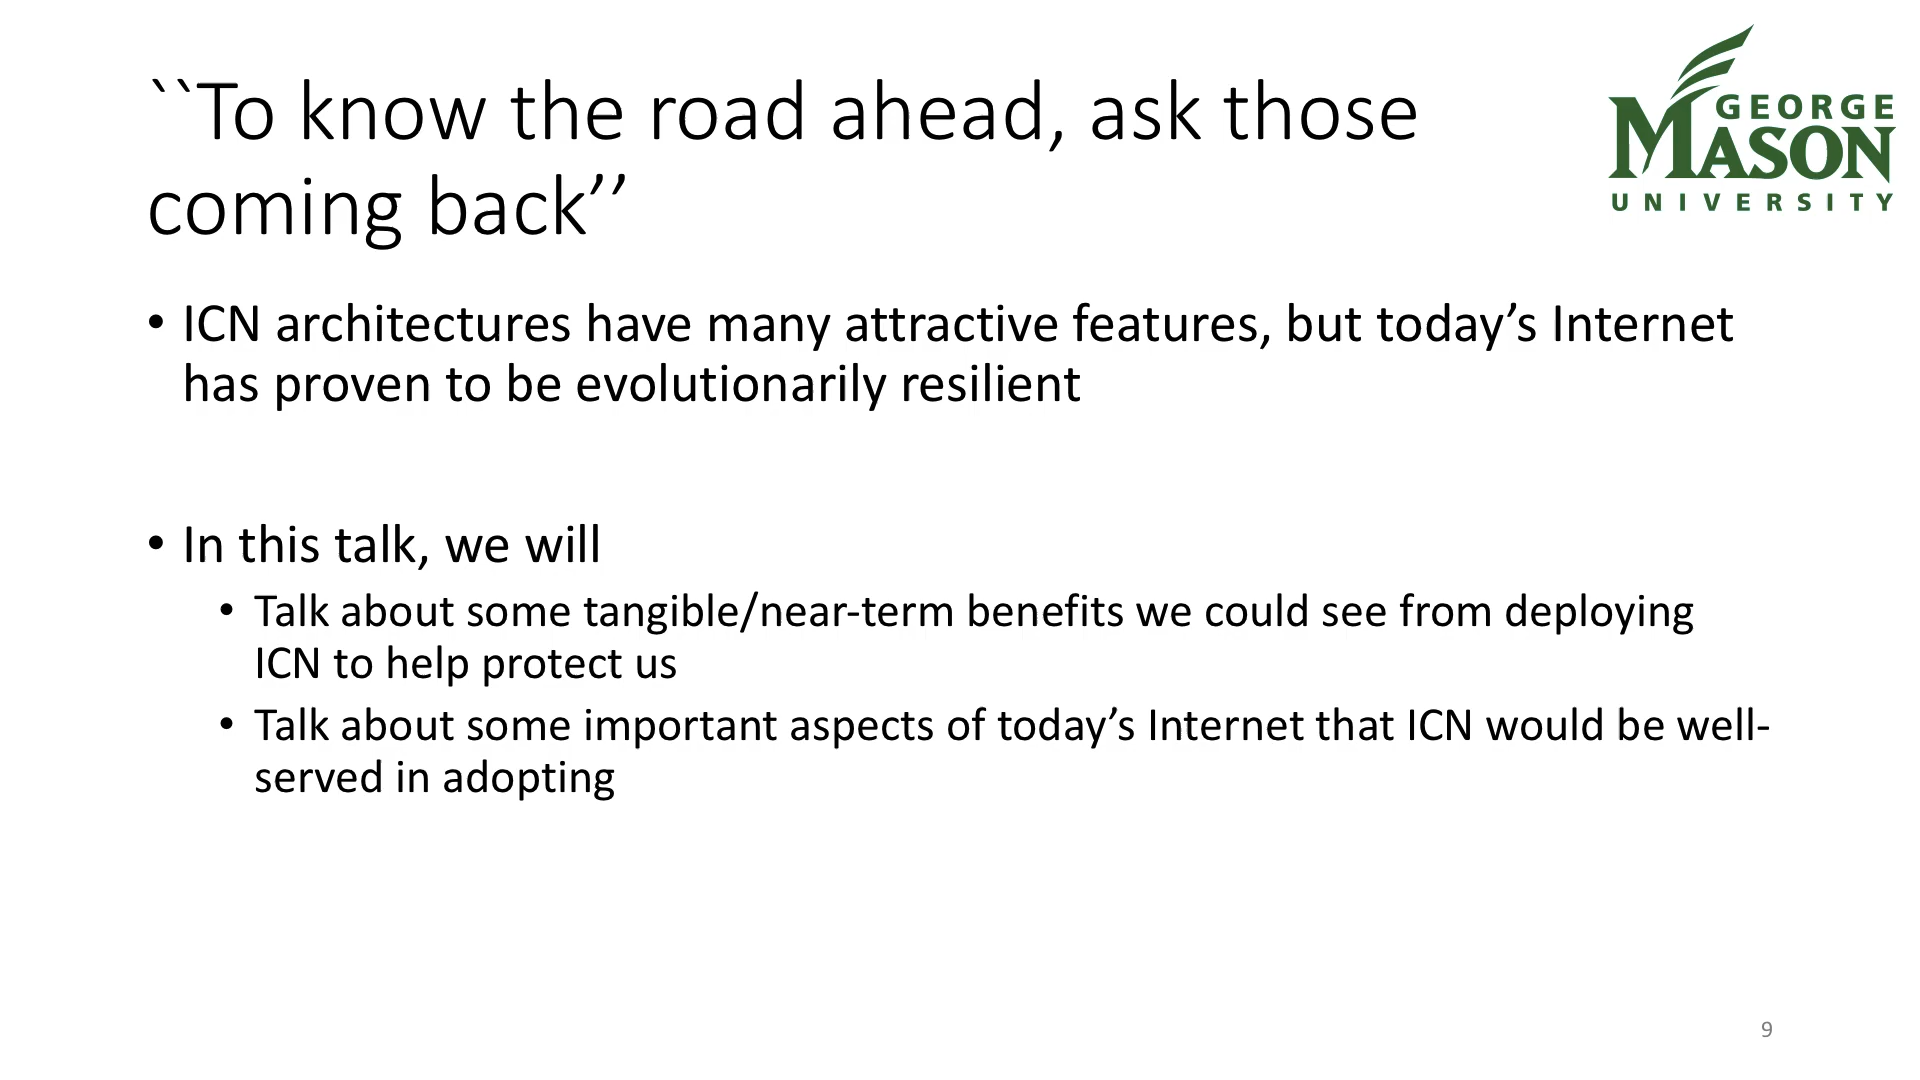 ``To know the road ahead, ask those
coming back’’
GEORGE
MASON
UNIVERSITY
• ICN architectures have many attractive features, but today’s Internet
has proven to be evolutionarily resilient
• In this talk, we will
• Talk about some tangible/near-term benefits we could see from deploying
ICN to help protect us
• Talk about some important aspects of today’s Internet that ICN would be well-
served in adopting
9